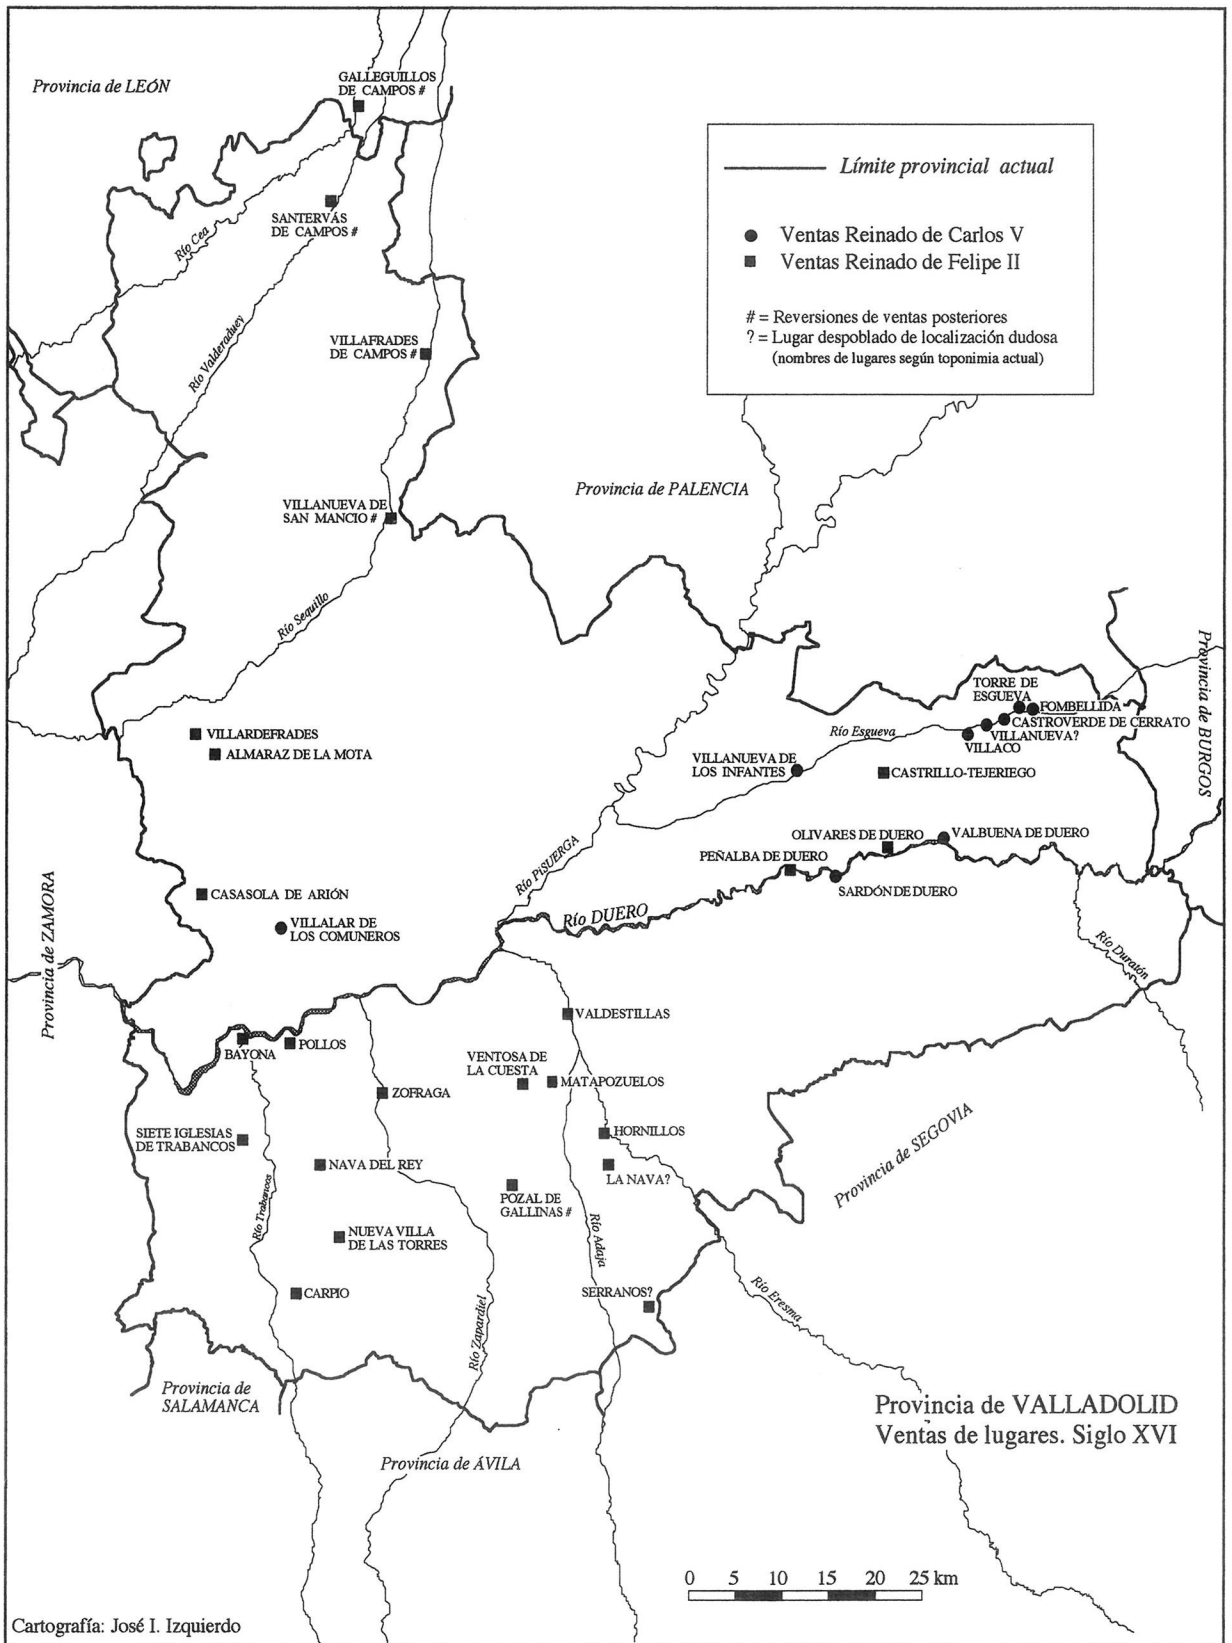 Provincia de LEÓN
GALLEGUILLOS
DE CAMPOS #
Límite provincial actual
Ventas Reinado de Carlos V
Ventas Reinado de Felipe II
# = Reversiones de ventas posteriores
? = Lugar despoblado de localización dudosa
(nombres de lugares según toponimia actual)
SANTERVÁS
DE CAMPOS #
Río Cea
Río Valderaduey
VILLAFRADES
DE CAMPOS #
Provincia de PALENCIA
VILLANUEVA DE
SAN MANCIO #
Río Sequillo
Provincia de BURGOS
TORRE DE
ESGUEVA
FOMBELLIDA
CASTROVERDE DE CERRATO
VILLANUEVA?
VILLACO
Río Esgueva
VILLANUEVA DE
LOS INFANTES
CASTRILLO-TEJERIEGO
VILLARDEFRADES
ALMARAZ DE LA MOTA
OLIVARES DE DUERO
VALBUENA DE DUERO
PEÑALBA DE DUERO
SARDÓN DE DUERO
Río PISUERGA
Río DUERO
CASASOLA DE ARIÓN
VILLALAR DE
LOS COMUNEROS
Provincia de ZAMORA
Río Duratón
VALDESTILLAS
BAYONA
POLLOS
VENTOSA DE
LA CUESTA
MATAPOZUELOS
ZOFRAGA
SIETE IGLESIAS
DE TRABANCOS
HORNILLOS
NAVA DEL REY
LA NAVA?
POZAL DE
GALLINAS #
Provincia de SEGOVIA
Río Trabancos
NUEVA VILLA
DE LAS TORRES
Río Adaja
CARPIO
SERRANOS?
Río Eresma
Río Zapardiel
Provincia de
SALAMANCA
Provincia de VALLADOLID
Ventas de lugares. Siglo XVI
Provincia de ÁVILA
0 5 10 15 20 25 km
Cartografía: José I. Izquierdo